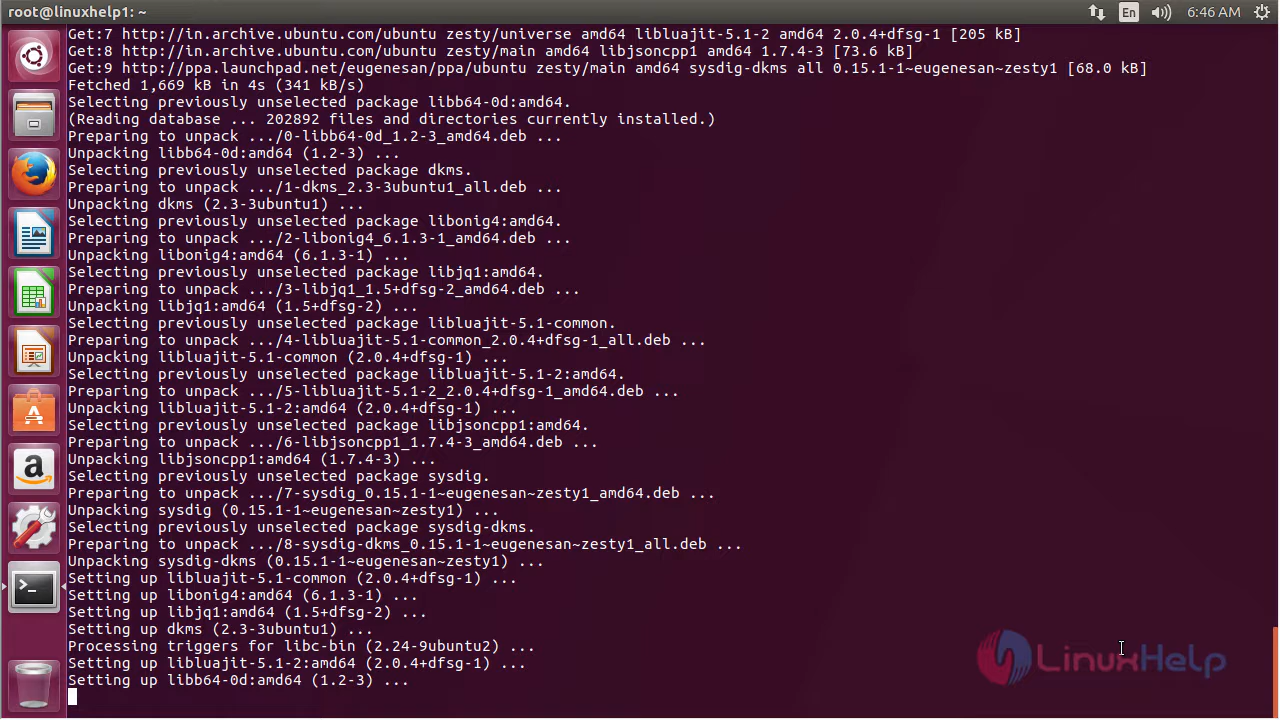 root@linuxhelp1: ~
En
6:46 AM
Get:7 http://in.archive.ubuntu.com/ubuntu zesty/universe amd64 libluajit-5.1-2 amd64 2.0.4+dfsg-1 [205 kB]
Get:8 http://in.archive.ubuntu.com/ubuntu zesty/main amd64 libjsoncpp1 amd64 1.7.4-3 [73.6 kB]
Get:9 http://ppa.launchpad.net/eugenesan/ppa/ubuntu zesty/main amd64 sysdig-dkms all 0.15.1-1~eugenesan~zesty1 [68.0 kB]
Fetched 1,669 kB in 4s (341 kB/s)
Selecting previously unselected package libb64-0d:amd64.
(Reading database ... 202892 files and directories currently installed.)
Preparing to unpack .../0-libb64-0d_1.2-3_amd64.deb ...
Unpacking libb64-0d:amd64 (1.2-3) ...
Selecting previously unselected package dkms.
Preparing to unpack .../1-dkms_2.3-3ubuntu1_all.deb ...
Unpacking dkms (2.3-3ubuntu1) ...
Selecting previously unselected package libonig4:amd64.
Preparing to unpack .../2-libonig4_6.1.3-1_amd64.deb ...
Unpacking libonig4:amd64 (6.1.3-1) ...
Selecting previously unselected package libjq1:amd64.
Preparing to unpack .../3-libjq1_1.5+dfsg-2_amd64.deb ...
Unpacking libjq1:amd64 (1.5+dfsg-2) ...
Selecting previously unselected package libluajit-5.1-common.
Preparing to unpack .../4-libluajit-5.1-common_2.0.4+dfsg-1_all.deb ...
Unpacking libluajit-5.1-common (2.0.4+dfsg-1) ...
Selecting previously unselected package libluajit-5.1-2:amd64.
Preparing to unpack .../5-libluajit-5.1-2_2.0.4+dfsg-1_amd64.deb ...
Unpacking libluajit-5.1-2:amd64 (2.0.4+dfsg-1) ...
Selecting previously unselected package libjsoncpp1:amd64.
Preparing to unpack .../6-libjsoncpp1_1.7.4-3_amd64.deb ...
Unpacking libjsoncpp1:amd64 (1.7.4-3) ...
Selecting previously unselected package sysdig.
Preparing to unpack .../7-sysdig_0.15.1-1~eugenesan~zesty1_amd64.deb ...
Unpacking sysdig (0.15.1-1~eugenesan~zesty1) ...
Selecting previously unselected package sysdig-dkms.
Preparing to unpack .../8-sysdig-dkms_0.15.1-1~eugenesan~zesty1_all.deb ...
Unpacking sysdig-dkms (0.15.1-1~eugenesan~zesty1) ...
Setting up libluajit-5.1-common (2.0.4+dfsg-1) ...
Setting up libonig4:amd64 (6.1.3-1) ...
Setting up libjq1:amd64 (1.5+dfsg-2) ...
Setting up dkms (2.3-3ubuntu1) ...
Processing triggers for libc-bin (2.24-9ubuntu2) ...
Setting up libluajit-5.1-2:amd64 (2.0.4+dfsg-1) ...
Setting up libb64-0d:amd64 (1.2-3) ...
LinuxHelp